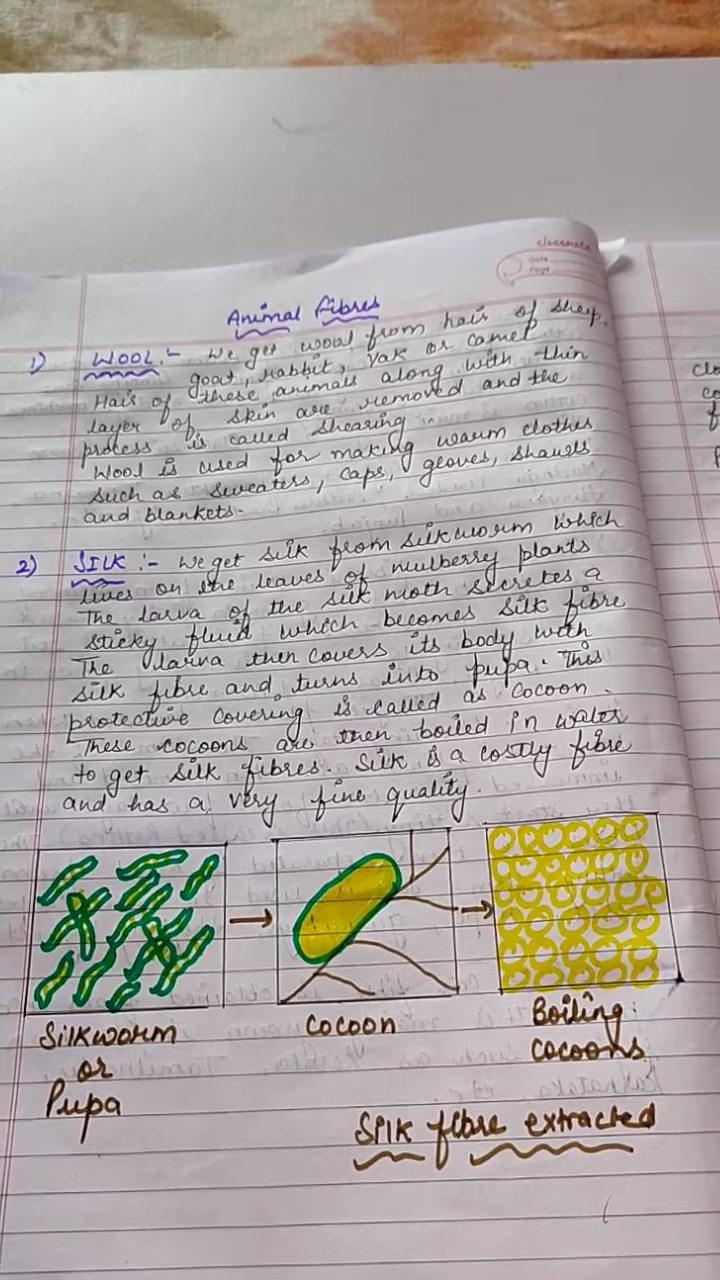 classmate
Date
Page
Animal Fibres
1) WOOL :- We get wool from hair of sheep,
goat, rabbit, Yak or camel
Hair of these animals along with thin
layer of skin are removed and the
process is called shearing
Wool is used for making warm clothes
such as sweaters, caps, gloves, shawls
and blankets.
2) SILK :- We get silk from silkworm which
lives on the leaves of mulberry plants
The larva of the silk moth secretes a
sticky fluid which becomes silk fibre
The larva then covers its body with
silk fibre and turns into pupa. This
protective covering is called as cocoon.
These cocoons are then boiled in water
to get silk fibres. Silk is a costly fibre
and has a very fine quality.
Silkworm
or
Pupa
Cocoon
Boiling:
cocoons
Silk fibre extracted